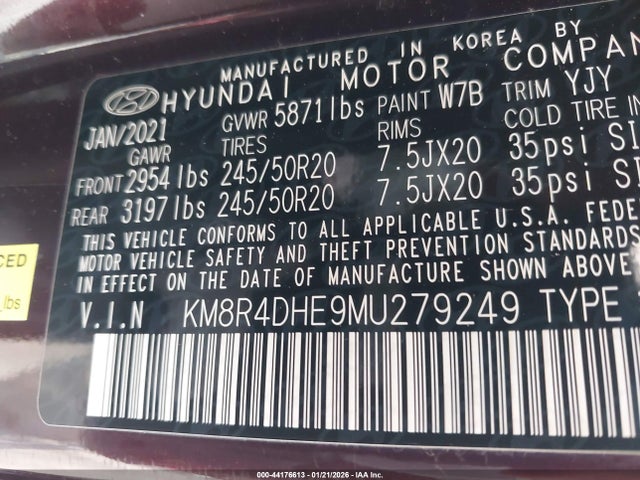 MANUFACTURED IN KOREA BY
HYUNDAI MOTOR COMPAN
JAN/2021 GVWR 5871lbs PAINT W7B TRIM YJY
GAWR TIRES RIMS COLD TIRE IN
FRONT 2954lbs 245/50R20 7.5JX20 35psi
REAR 3197lbs 245/50R20 7.5JX20 35psi
THIS VEHICLE CONFORMS TO ALL APPLICABLE U.S.A. FEDE
MOTOR VEHICLE SAFETY AND THEFT PREVENTION STANDARDS
IN EFFECT ON THE DATE OF MANUFACTURE SHOWN ABOVE
V.I.N KM8R4DHE9MU279249 TYPE
CED
lbs
000-44176613 - 01/21/2026 - IAA Inc.